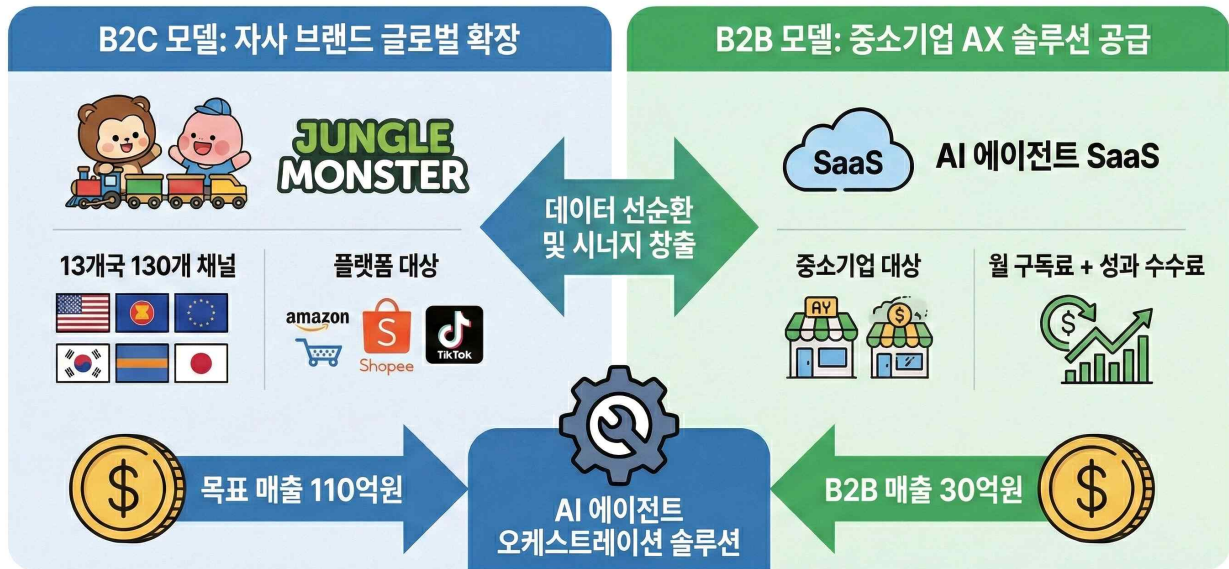 B2C 모델: 자사 브랜드 글로벌 확장
JUNGLE
MONSTER
13개국 130개 채널
플랫폼 대상
amazon
S
Shopee
TikTok
$
목표 매출 110억원
데이터 선순환
및 시너지 창출
AI 에이전트
오케스트레이션 솔루션
B2B 모델: 중소기업 AX 솔루션 공급
SaaS
AI 에이전트 SaaS
중소기업 대상
AY
$
월 구독료 + 성과 수수료
$
B2B 매출 30억원
$